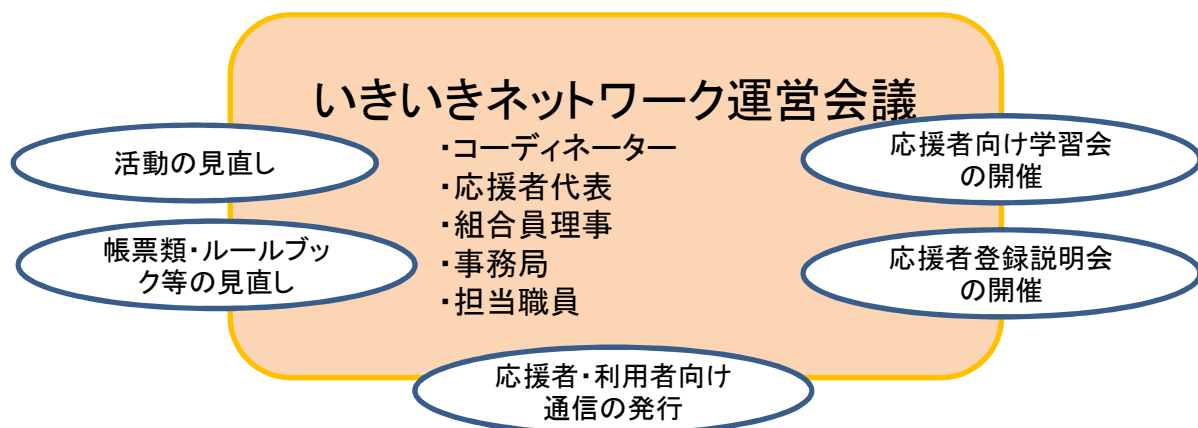 いきいきネットワーク運営会議
・コーディネーター
・応援者代表
・組合員理事
・事務局
・担当職員
活動の見直し
帳票類・ルールブッ
ク等の見直し
応援者向け学習会
の開催
応援者登録説明会
の開催
応援者・利用者向け
通信の発行